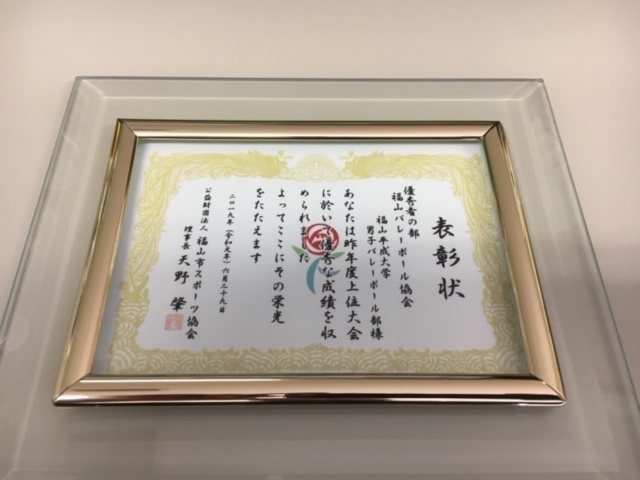 表彰状
優秀者の部
福山バレーボール協会
福山平成大学
男子バレーボール部様
あなたは昨年度上位大会
に於いて優秀な成績を収
められました
よってここにその栄光
をたたえます
二〇一九年(令和元年)六月二十九日
公益財団法人 福山市スポーツ協会
理事長 天野 肇